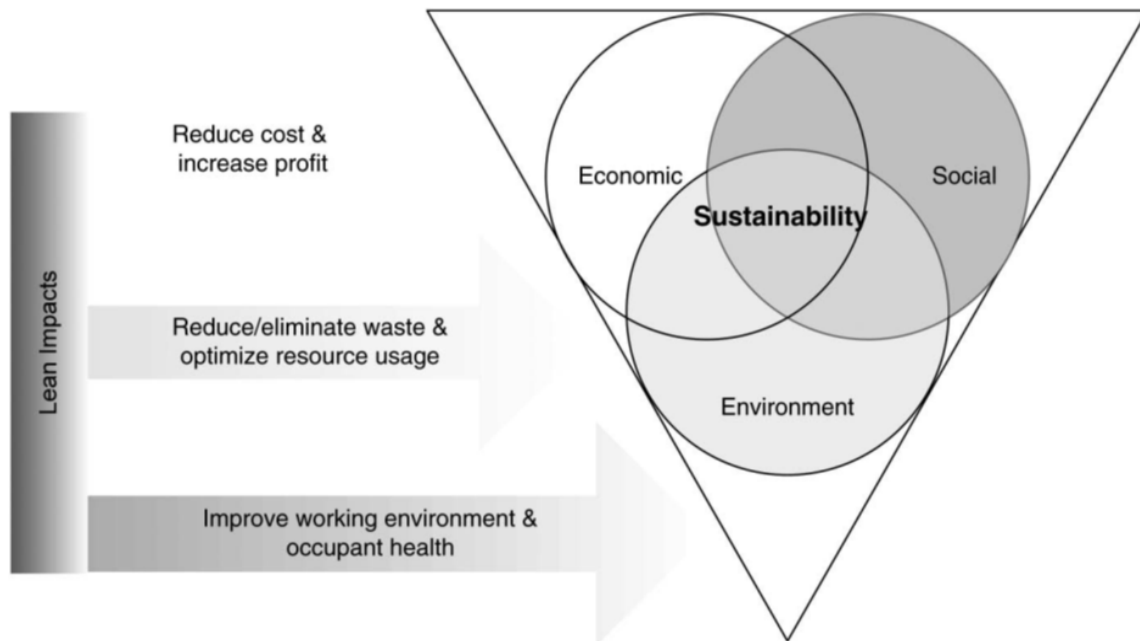 Lean Impacts
Reduce cost &
increase profit
Reduce/eliminate waste &
optimize resource usage
Improve working environment &
occupant health
Economic
Social
Sustainability
Environment